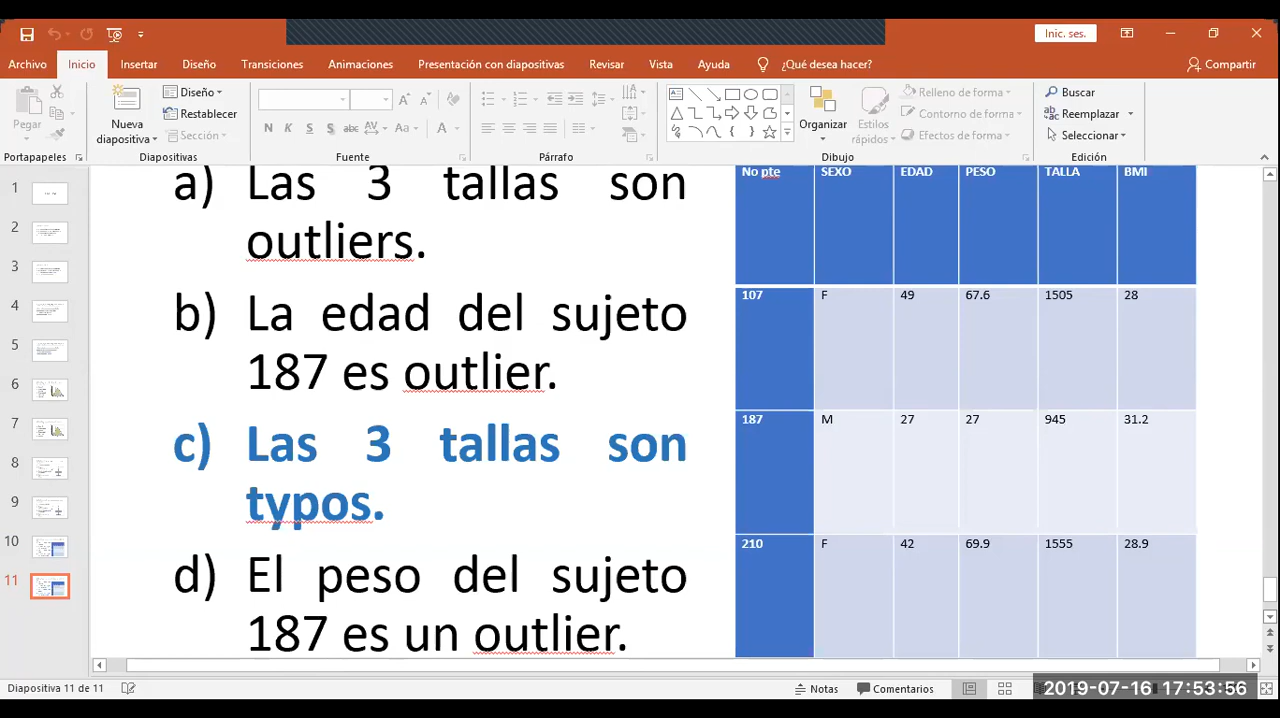 Inic. ses.
Archivo Inicio Insertar Diseño Transiciones Animaciones Presentación con diapositivas Revisar Vista Ayuda ¿Qué desea hacer? Compartir
Pegar
Nueva diapositiva
Diseño
Restablecer
Sección
N K S S abc AV Aa A
Organizar
Estilos rápidos
Relleno de forma
Contorno de forma
Efectos de forma
Buscar
Reemplazar
Seleccionar
Portapapeles Diapositivas Fuente Párrafo Dibujo Edición
1
2
3
4
5
6
7
8
9
10
11
a) Las 3 tallas son
outliers.
b) La edad del sujeto
187 es outlier.
c) Las 3 tallas son
typos.
d) El peso del sujeto
187 es un outlier.
No pte SEXO EDAD PESO TALLA BMI
107 F 49 67.6 1505 28
187 M 27 27 945 31.2
210 F 42 69.9 1555 28.9
Diapositiva 11 de 11 Notas Comentarios
2019-07-16 17:53:56